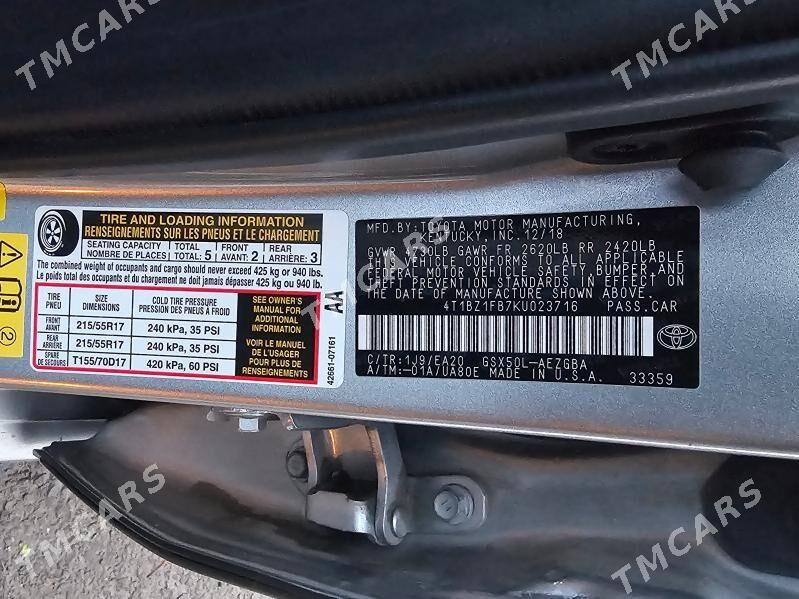 TMCARS
TMCARS
TIRE AND LOADING INFORMATION
RENSEIGNEMENTS SUR LES PNEUS ET LE CHARGEMENT
SEATING CAPACITY TOTAL FRONT REAR
NOMBRE DE PLACES TOTAL 5 AVANT 2 ARRIÈRE 3
The combined weight of occupants and cargo should never exceed 425 kg or 940 lbs.
Le poids total des occupants et du chargement ne doit jamais dépasser 425 kg ou 940 lb.
TIRE PNEU
SIZE DIMENSIONS
COLD TIRE PRESSURE
PRESSION DES PNEUS A FROID
FRONT AVANT 215/55R17 240 kPa, 35 PSI
REAR ARRIÈRE 215/55R17 240 kPa, 35 PSI
SPARE DE SECOURS T155/70D17 420 kPa, 60 PSI
SEE OWNER'S
MANUAL FOR
ADDITIONAL
INFORMATION
VOIR LE MANUEL
DE L'USAGER
POUR PLUS DE
RENSEIGNEMENTS
AA
42661-07161
2
MFD.BY:TOYOTA MOTOR MANUFACTURING,
KENTUCKY, INC.12/18
GVWR 4730LB GAWR FR 2620LB RR 2420LB
THIS VEHICLE CONFORMS TO ALL APPLICABLE
FEDERAL MOTOR VEHICLE SAFETY, BUMPER, AND
THEFT PREVENTION STANDARDS IN EFFECT ON
THE DATE OF MANUFACTURE SHOWN ABOVE.
4T1BZ1FB7KU023716 PASS.CAR
C/TR:1J9/EA20 GSX50L-AEZGBA
A/TM:-01A/UA80E MADE IN U.S.A. 33359
TMCARS
TMCARS
TMCARS